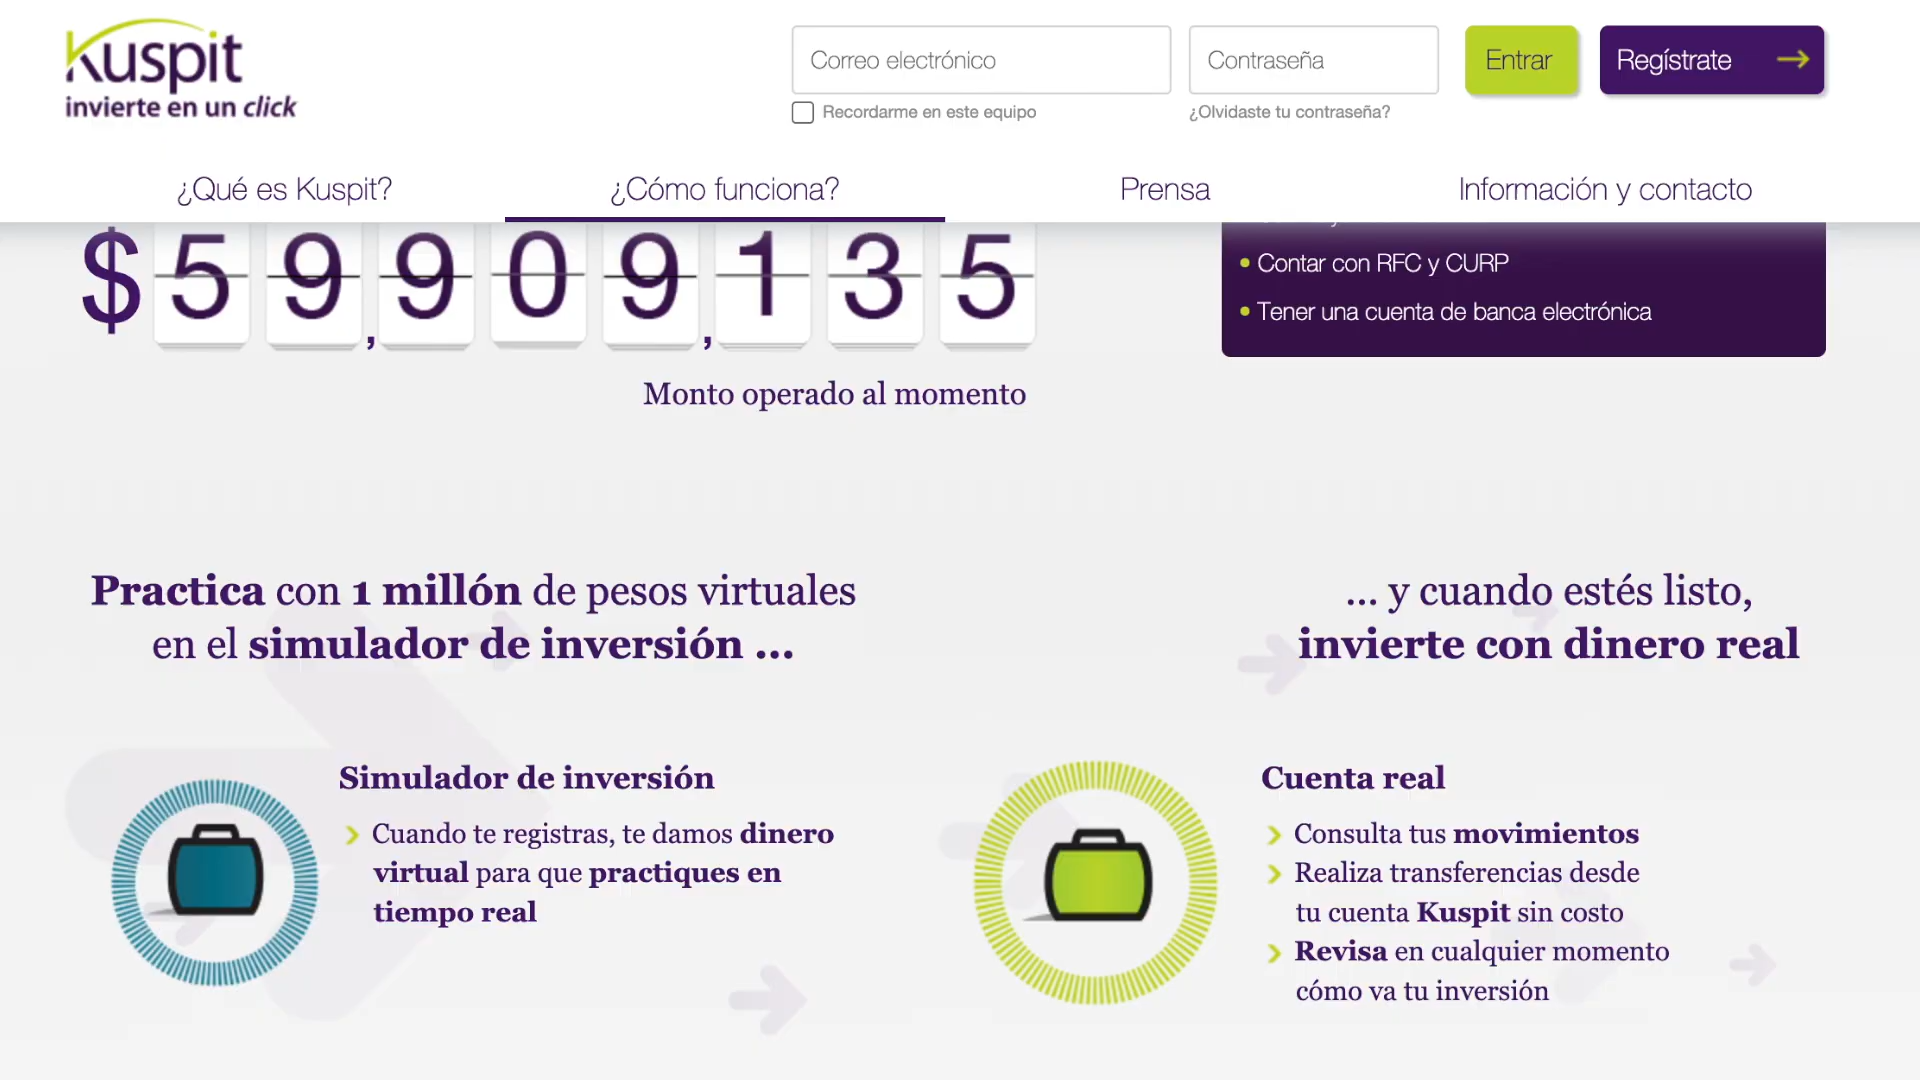 Kuspit
invierte en un click
Correo electrónico
Contraseña
Entrar
Regístrate
Recordarme en este equipo
¿Olvidaste tu contraseña?
¿Qué es Kuspit?
¿Cómo funciona?
Prensa
Información y contacto
$59,909,135
Monto operado al momento
Contar con RFC y CURP
Tener una cuenta de banca electrónica
Practica con 1 millón de pesos virtuales
en el simulador de inversión ...
... y cuando estés listo,
invierte con dinero real
Simulador de inversión
Cuando te registras, te damos dinero
virtual para que practiques en
tiempo real
Cuenta real
Consulta tus movimientos
Realiza transferencias desde
tu cuenta Kuspit sin costo
Revisa en cualquier momento
cómo va tu inversión